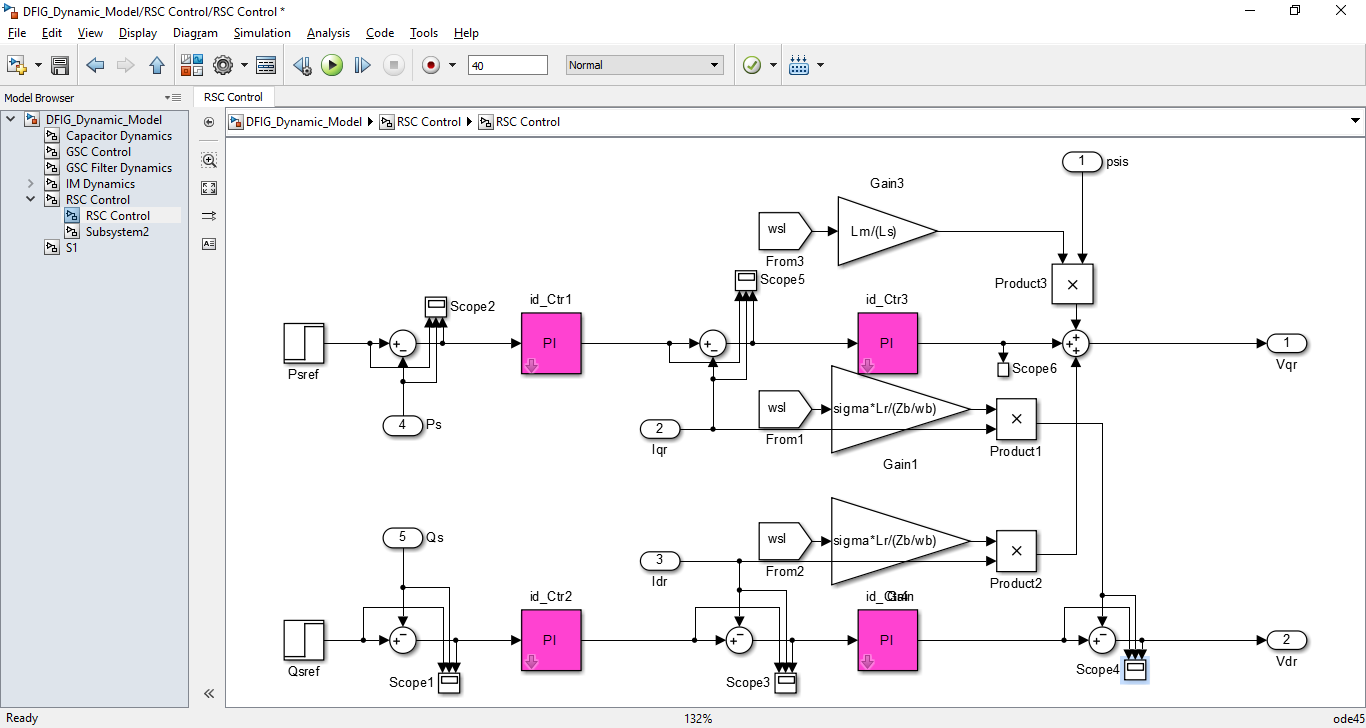 DFIG_Dynamic_Model/RSC Control/RSC Control *
File Edit View Display Diagram Simulation Analysis Code Tools Help
40
Normal
Model Browser
RSC Control
DFIG_Dynamic_Model
Capacitor Dynamics
GSC Control
GSC Filter Dynamics
IM Dynamics
RSC Control
RSC Control
Subsystem2
S1
DFIG_Dynamic_Model RSC Control RSC Control
1 psis
Gain3
wsl
Lm/(Ls)
From3
Product3
×
Scope5
Scope2
id_Ctr1
id_Ctr3
Psref
PI
PI
1
Vqr
Scope6
4 Ps
wsl
sigma*Lr/(Zb/wb)
×
From1
2
Iqr
Product1
Gain1
5 Qs
wsl
sigma*Lr/(Zb/wb)
×
From2
3
Idr
Product2
id_Ctr2
id_Ctr4
Gain
Qsref
PI
PI
2
Vdr
Scope1
Scope3
Scope4
Ready
132%
ode45